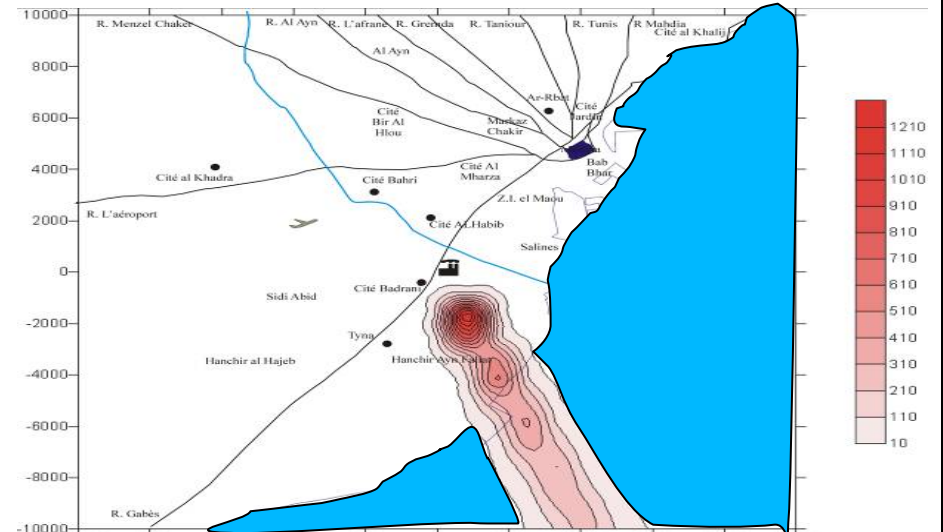 10000
R. Menzel Chaker
R. Al Ayn
R. L'afrane
R. Gremda
R. Taniour
R. Tunis
R Mahdia
Cité al Khalij
Al Ayn
8000
Ar-Rbat
Cité
Jardin
6000
Cité
Bir Al
Hlou
Markaz
Chakir
Bab
Bhar
4000
Cité al Khadra
Cité Bahri
Cité Al
Mharza
Z.I. el Maou
R. L'aéroport
2000
Cité ALHabib
Salines
0
Cité Badrani
Sidi Abid
-2000
Tyna
Hanchir al Hajeb
Hanchir Ayn Fallat
-4000
-6000
-8000
R. Gabès
-10000
1210
1110
1010
910
810
710
610
510
410
310
210
110
10